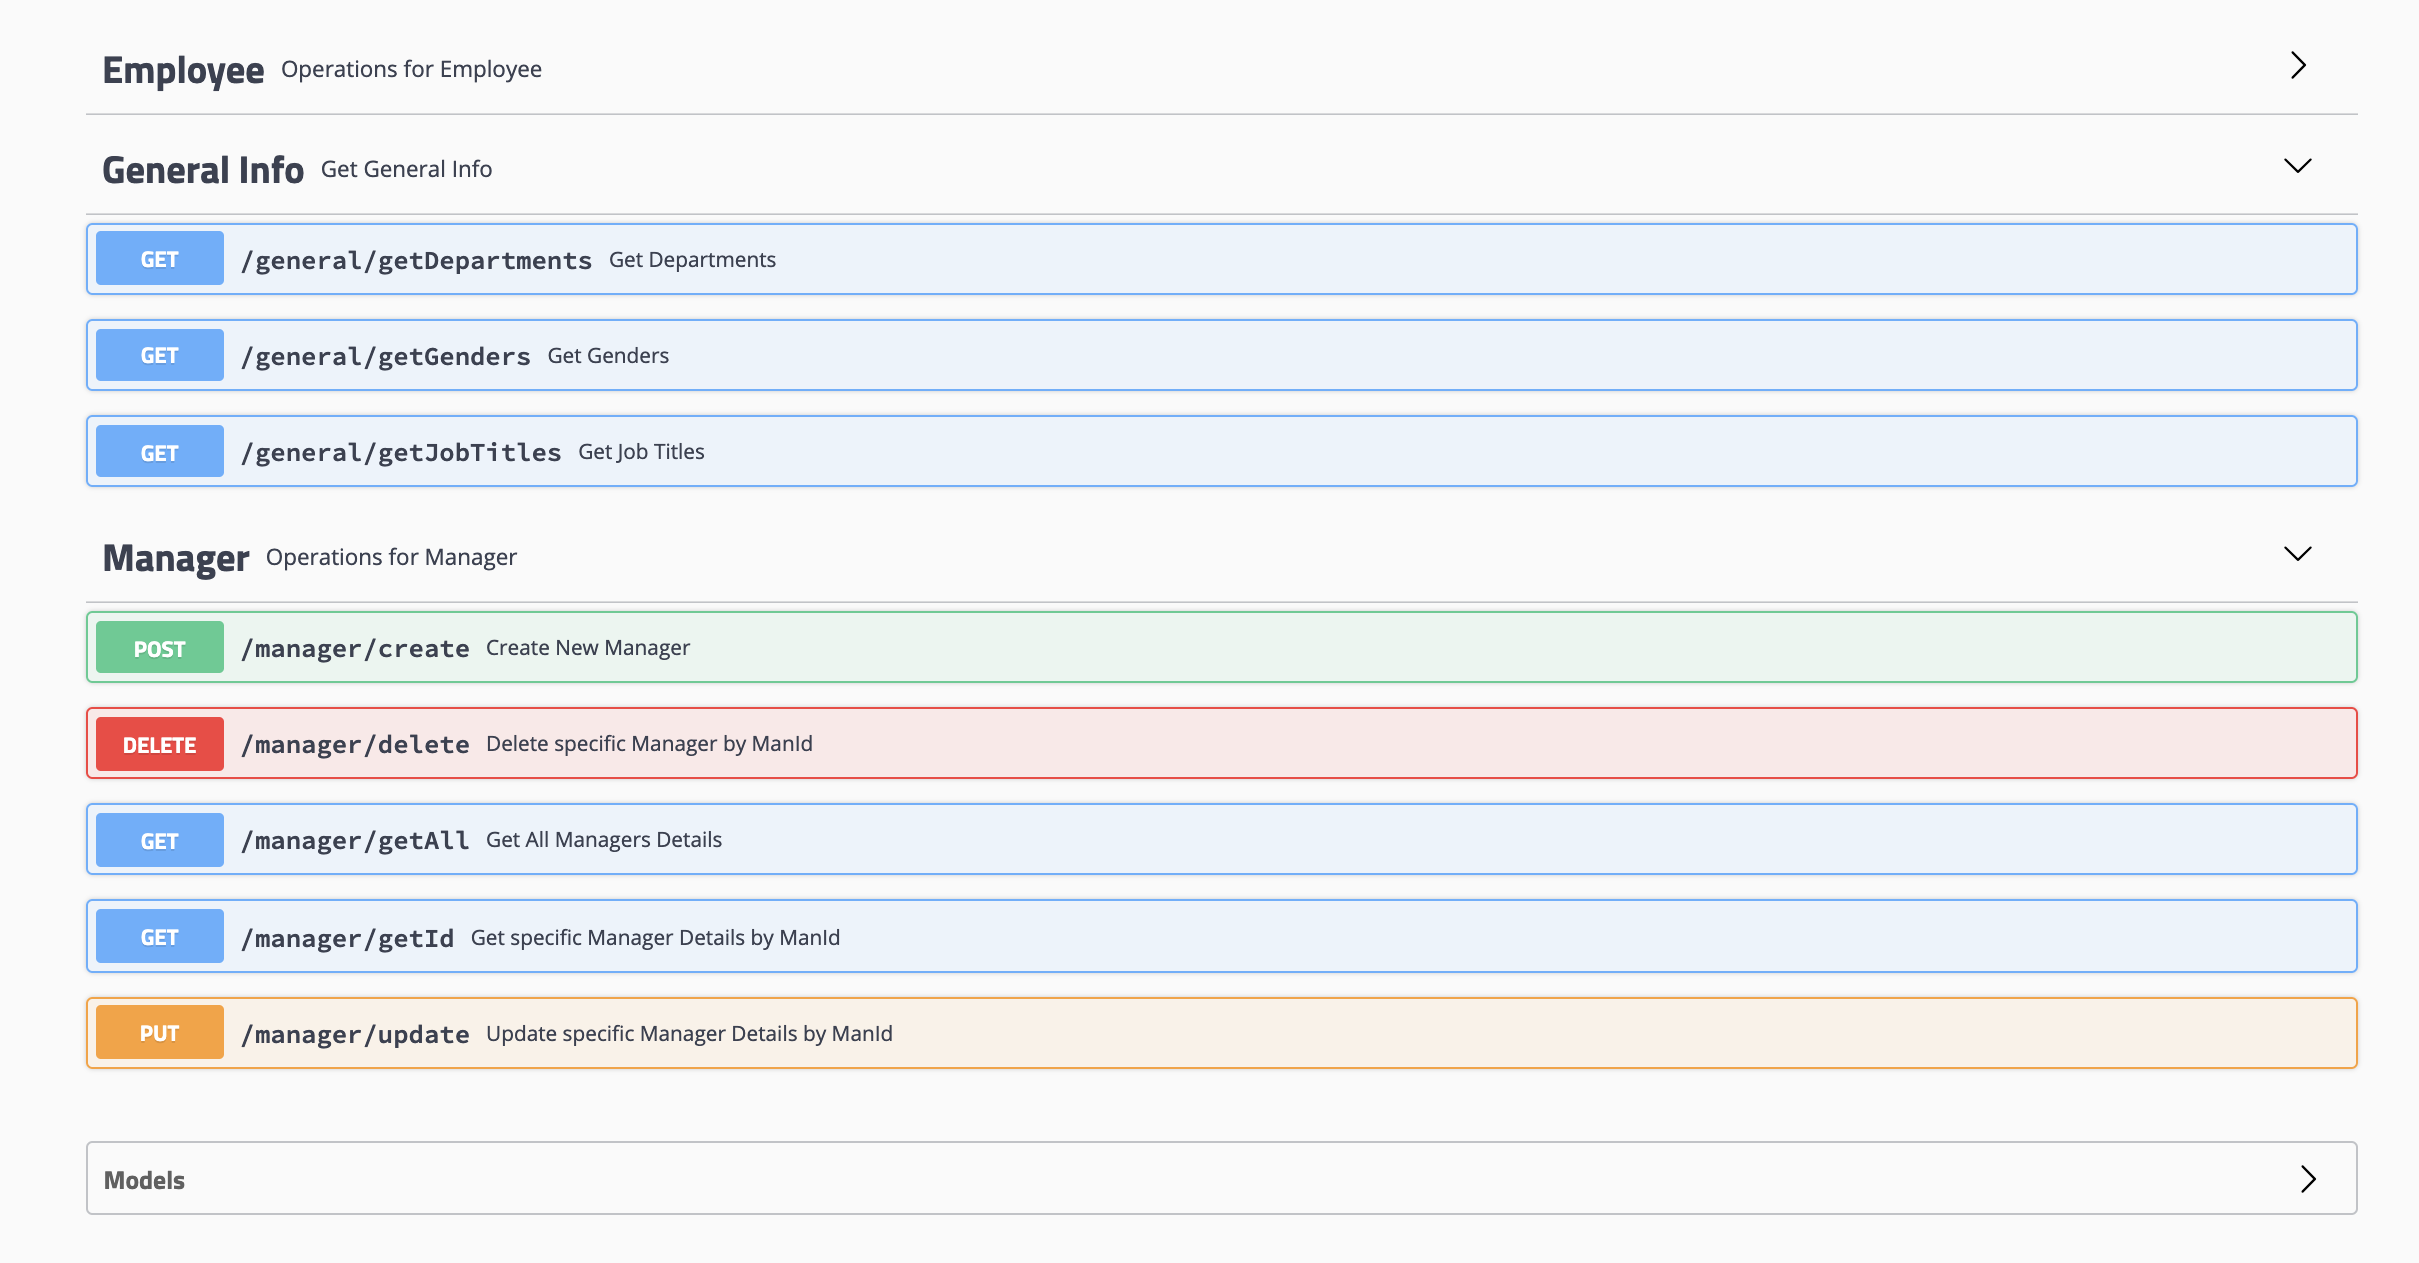 Employee Operations for Employee
General Info Get General Info
GET /general/getDepartments Get Departments
GET /general/getGenders Get Genders
GET /general/getJobTitles Get Job Titles
Manager Operations for Manager
POST /manager/create Create New Manager
DELETE /manager/delete Delete specific Manager by ManId
GET /manager/getAll Get All Managers Details
GET /manager/getId Get specific Manager Details by ManId
PUT /manager/update Update specific Manager Details by ManId
Models